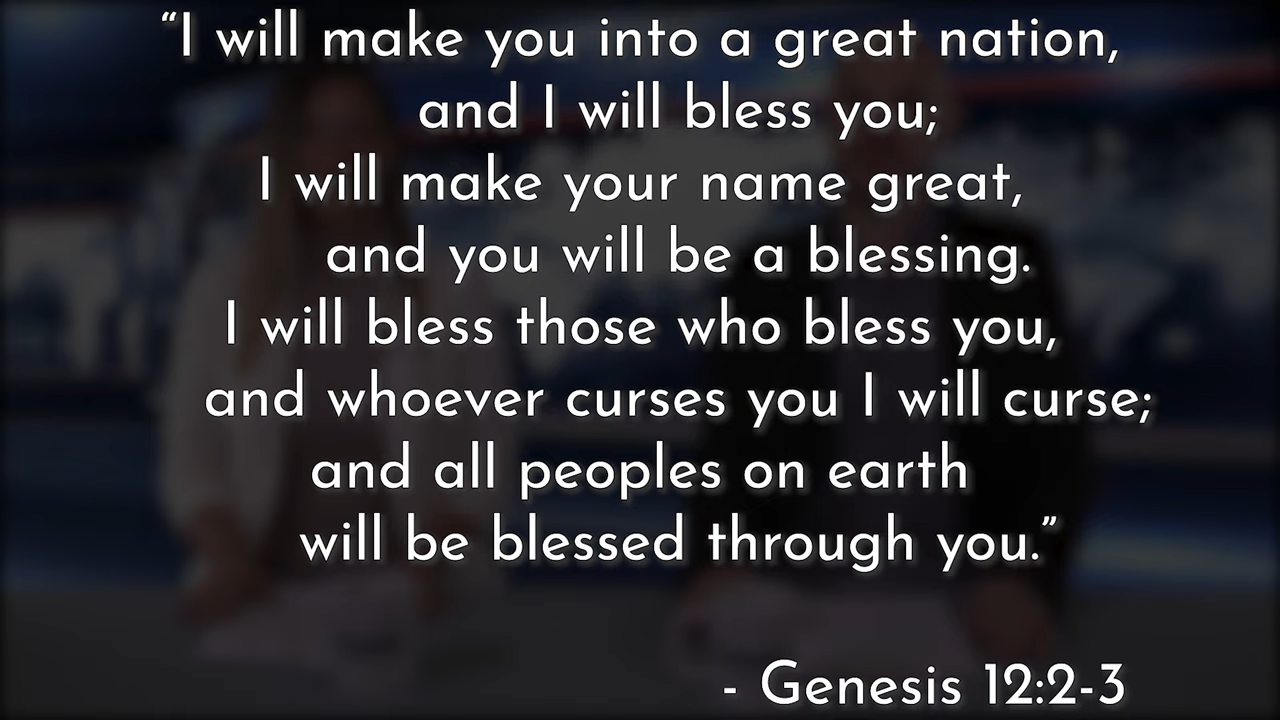 “I will make you into a great nation,
and I will bless you;
I will make your name great,
and you will be a blessing.
I will bless those who bless you,
and whoever curses you I will curse;
and all peoples on earth
will be blessed through you.”
- Genesis 12:2-3